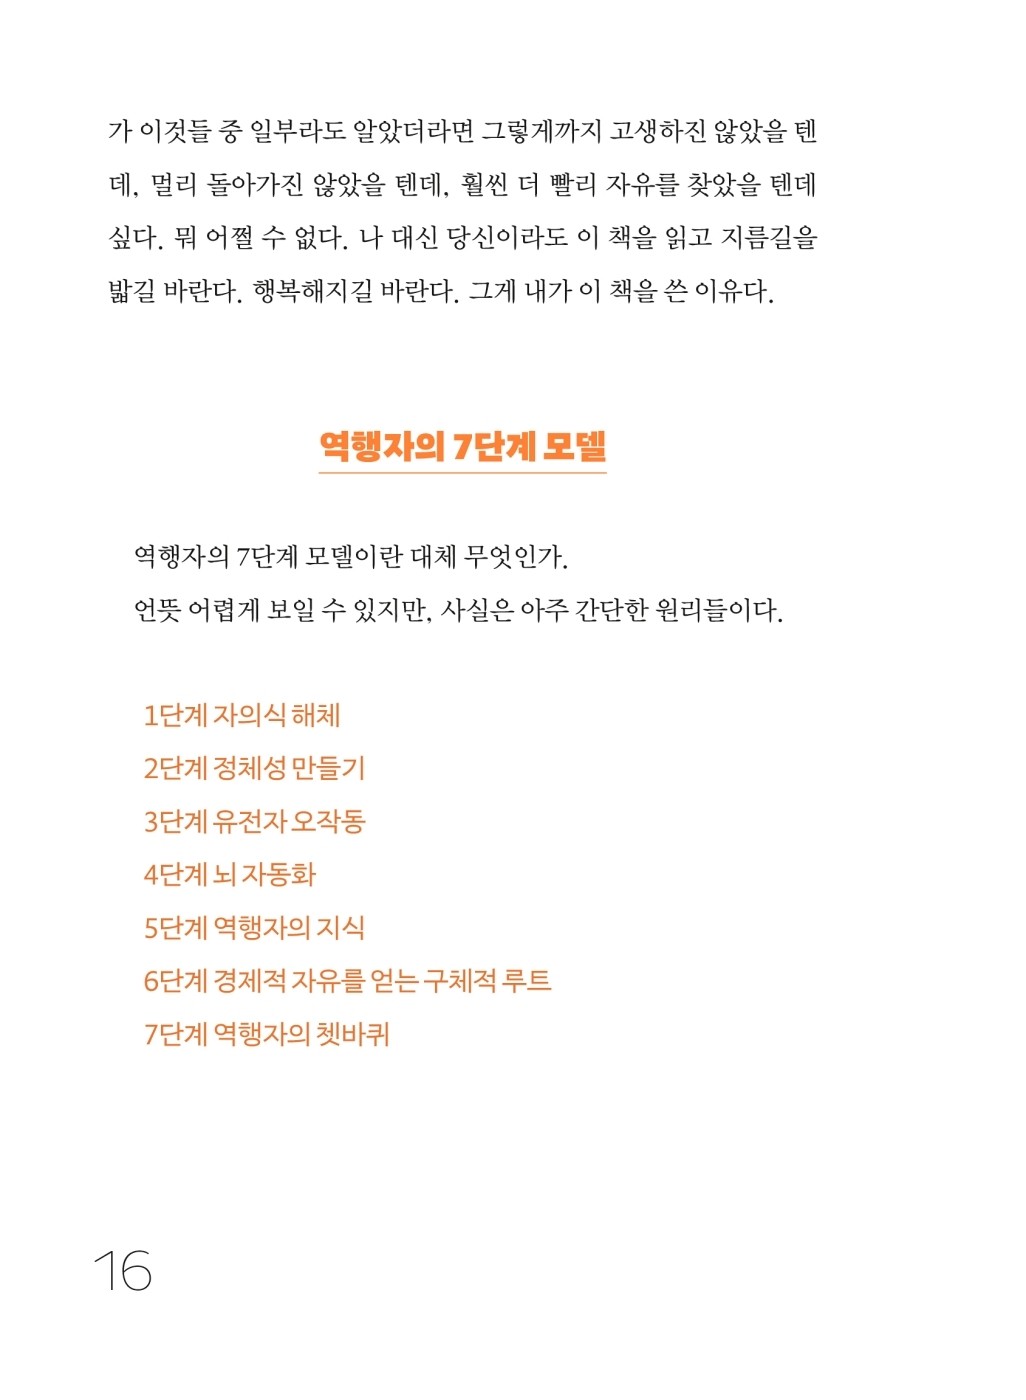 가 이것들 중 일부라도 알았더라면 그렇게까지 고생하진 않았을 텐
데, 멀리 돌아가진 않았을 텐데, 훨씬 더 빨리 자유를 찾았을 텐데
싶다. 뭐 어쩔 수 없다. 나 대신 당신이라도 이 책을 읽고 지름길을
밟길 바란다. 행복해지길 바란다. 그게 내가 이 책을 쓴 이유다.
역행자의 7단계 모델
역행자의 7단계 모델이란 대체 무엇인가.
언뜻 어렵게 보일 수 있지만, 사실은 아주 간단한 원리들이다.
1단계 자의식 해체
2단계 정체성 만들기
3단계 유전자 오작동
4단계 뇌 자동화
5단계 역행자의 지식
6단계 경제적 자유를 얻는 구체적 루트
7단계 역행자의 쳇바퀴
16